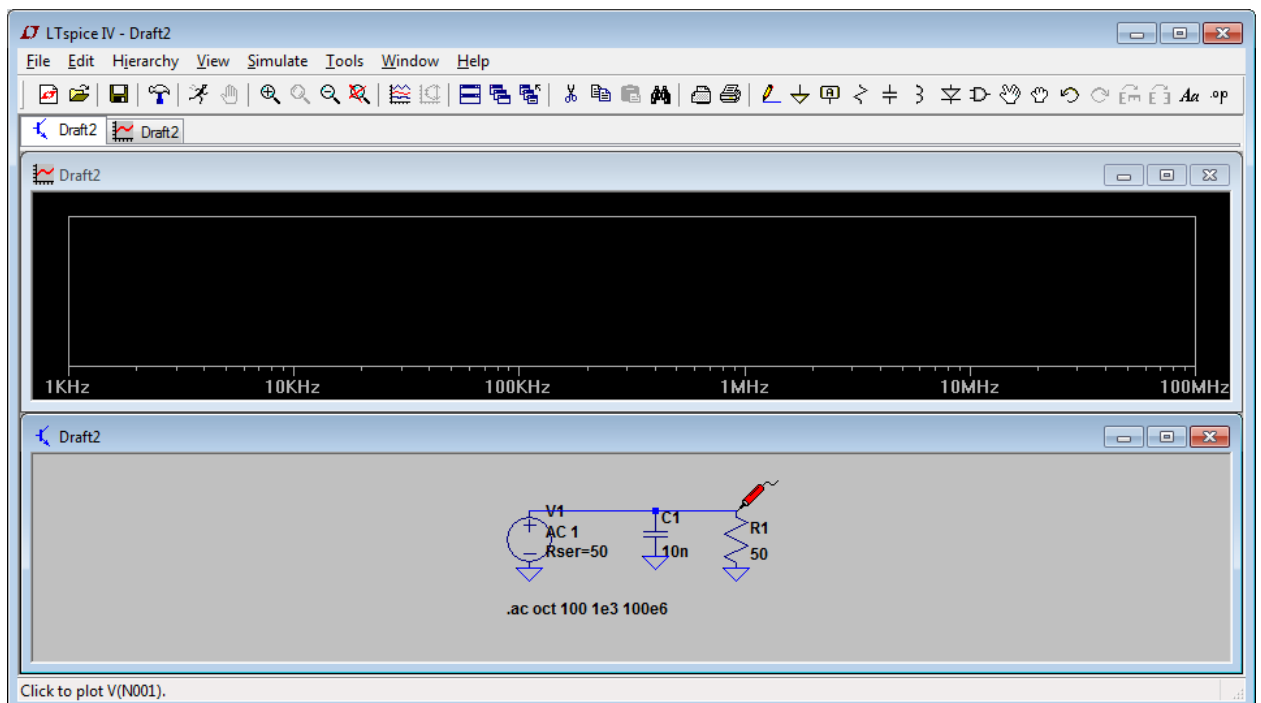 LTspice IV - Draft2
File Edit Hierarchy View Simulate Tools Window Help
Aa .op
Draft2 Draft2
Draft2
1KHz 10KHz 100KHz 1MHz 10MHz 100MHz
Draft2
V1
AC 1
Rser=50
C1
10n
R1
50
.ac oct 100 1e3 100e6
Click to plot V(N001).